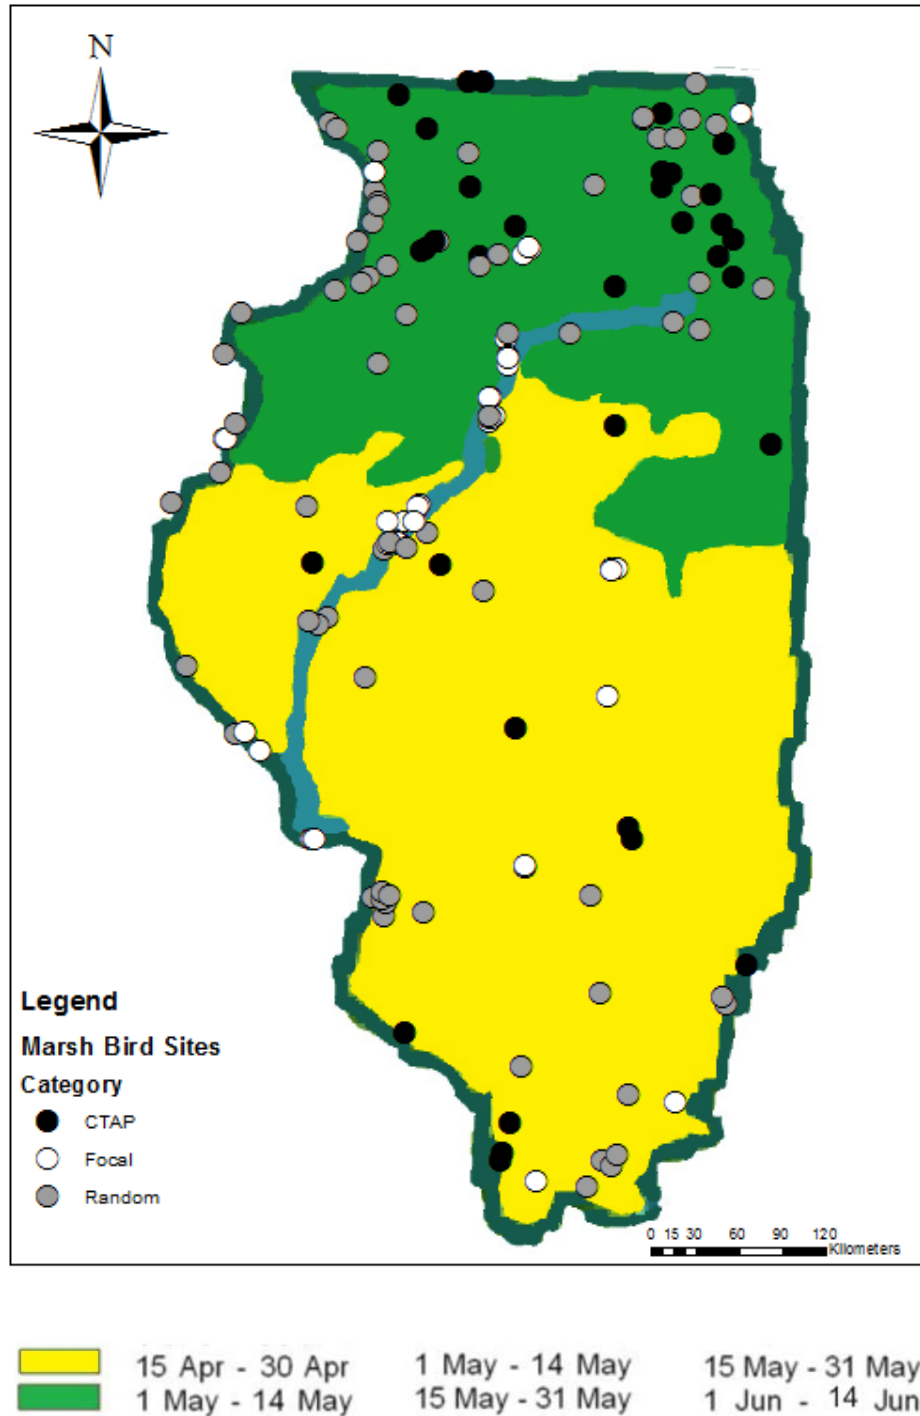 N
Legend
Marsh Bird Sites
Category
CTAP
Focal
Random
0 15 30 60 90 120
Kilometers
15 Apr - 30 Apr 1 May - 14 May 15 May - 31 May
1 May - 14 May 15 May - 31 May 1 Jun - 14 Jun